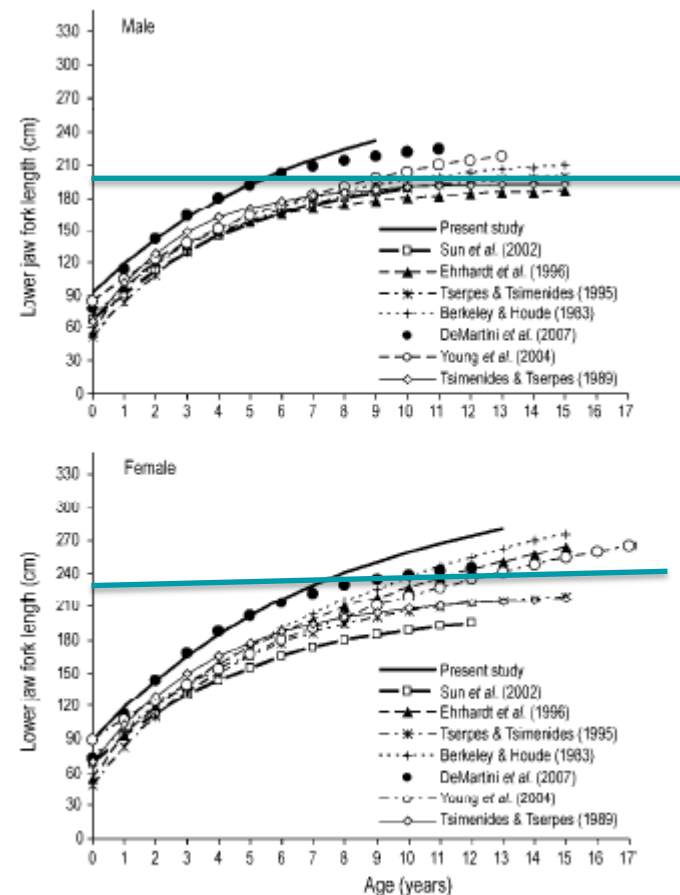 Male
Lower jaw fork length (cm)
330
300
270
240
210
180
150
120
90
60
30
0
Present study
Sun et al. (2002)
Ehrhardt et al. (1996)
Tserpes & Tsimenides (1995)
Berkeley & Houde (1983)
DeMartini et al. (2007)
Young et al. (2004)
Tsimenides & Tserpes (1989)
0 1 2 3 4 5 6 7 8 9 10 11 12 13 14 15 16 17
Female
Lower jaw fork length (cm)
330
300
270
240
210
180
150
120
90
60
30
0
Present study
Sun et al. (2002)
Ehrhardt et al. (1996)
Tserpes & Tsimenides (1995)
Berkeley & Houde (1983)
DeMartini et al. (2007)
Young et al. (2004)
Tsimenides & Tserpes (1989)
0 1 2 3 4 5 6 7 8 9 10 11 12 13 14 15 16 17
Age (years)